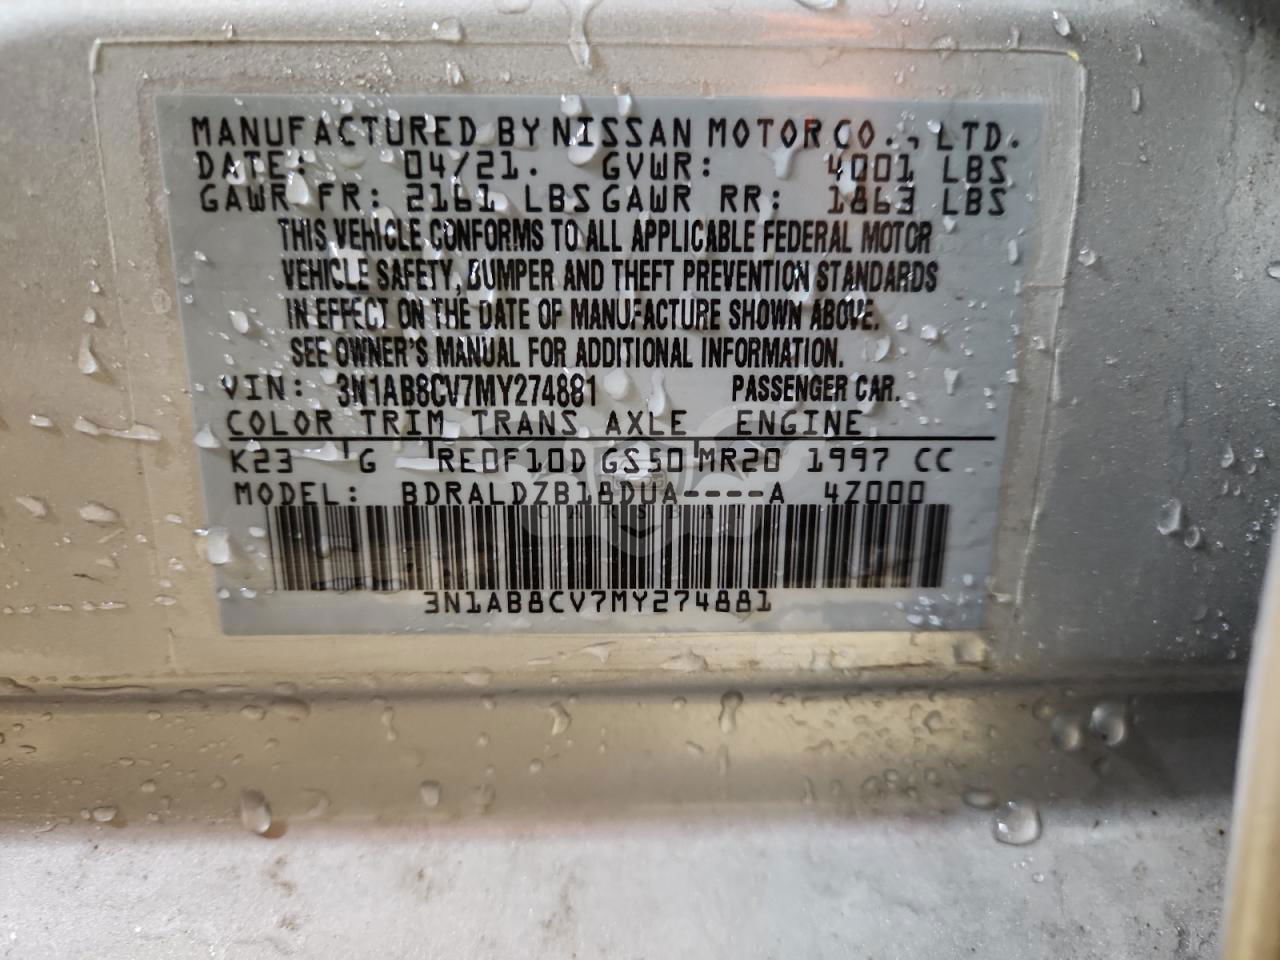 MANUFACTURED BY NISSAN MOTOR CO., LTD.
DATE: 04/21. GVWR: 4001 LBS
GAWR FR: 2161 LBS GAWR RR: 1863 LBS
THIS VEHICLE CONFORMS TO ALL APPLICABLE FEDERAL MOTOR
VEHICLE SAFETY, BUMPER AND THEFT PREVENTION STANDARDS
IN EFFECT ON THE DATE OF MANUFACTURE SHOWN ABOVE.
SEE OWNER'S MANUAL FOR ADDITIONAL INFORMATION.
VIN: 3N1AB8CV7MY274881 PASSENGER CAR.
COLOR TRIM TRANS AXLE ENGINE
K23 G RE0F10D GS50 MR20 1997 CC
MODEL: BDRALDZB18DUA----A 4Z000
3N1AB8CV7MY274881